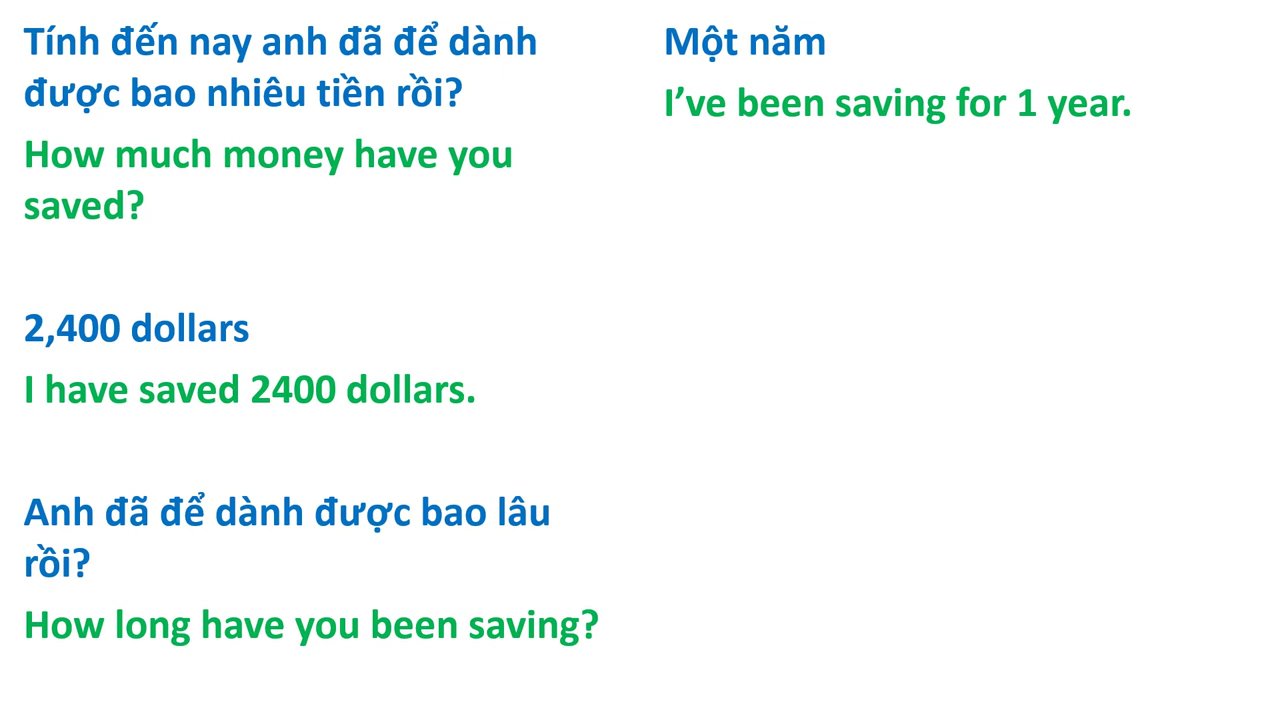 Tính đến nay anh đã để dành
được bao nhiêu tiền rồi?
How much money have you
saved?
2,400 dollars
I have saved 2400 dollars.
Anh đã để dành được bao lâu
rồi?
How long have you been saving?
Một năm
I’ve been saving for 1 year.